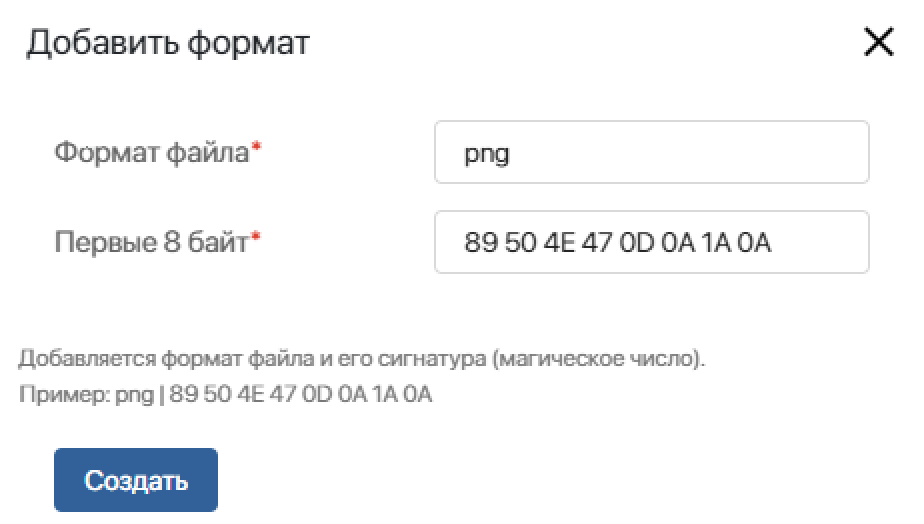 Добавить формат
Формат файла* png
Первые 8 байт* 89 50 4E 47 0D 0A 1A 0A
Добавляется формат файла и его сигнатура (магическое число).
Пример: png | 89 50 4E 47 0D 0A 1A 0A
Создать